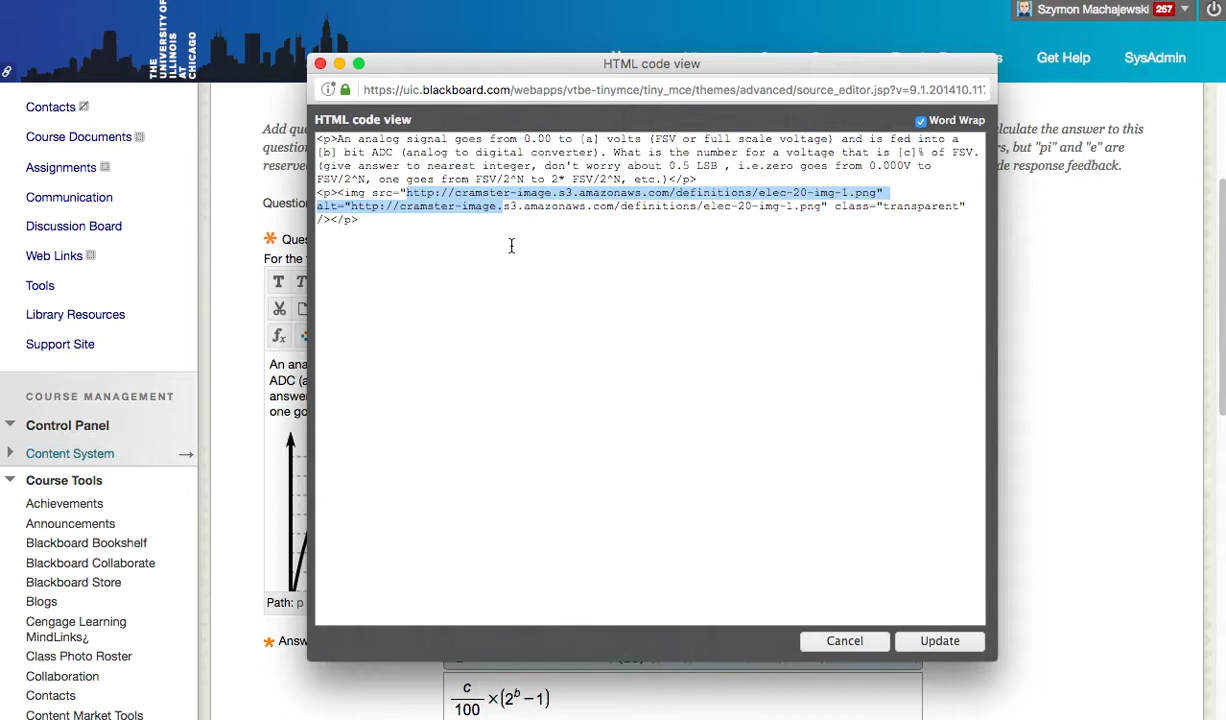 THE
UNIVERSITY OF
ILLINOIS
AT
CHICAGO
Szymon Machajewski 257
Get Help
SysAdmin
Contacts
Course Documents
Assignments
Communication
Discussion Board
Web Links
Tools
Library Resources
Support Site
COURSE MANAGEMENT
Control Panel
Content System
Course Tools
Achievements
Announcements
Blackboard Bookshelf
Blackboard Collaborate
Blackboard Store
Blogs
Cengage Learning
MindLinks¿
Class Photo Roster
Collaboration
Contacts
Content Market Tools
Add qu
questio
reserve
lculate the answer to this
rs, but "pi" and "e" are
de response feedback.
Question
* Ques
For the
An ana
ADC (a
answer
one go
Path: p
* Answ
HTML code view
https://uic.blackboard.com/webapps/vtbe-tinymce/tiny_mce/themes/advanced/source_editor.jsp?v=9.1.201410.11
HTML code view
Word Wrap
<p>An analog signal goes from 0.00 to [a] volts (FSV or full scale voltage) and is fed into a
[b] bit ADC (analog to digital converter). What is the number for a voltage that is [c]% of FSV.
(give answer to nearest integer, don't worry about 0.5 LSB , i.e.zero goes from 0.000V to
FSV/2^N, one goes from FSV/2^N to 2* FSV/2^N, etc.)</p>
<p><img src="http://cramster-image.s3.amazonaws.com/definitions/elec-20-img-1.png"
alt="http://cramster-image.s3.amazonaws.com/definitions/elec-20-img-1.png" class="transparent"
/></p>
Cancel
Update
c/100 ×(2^b −1)